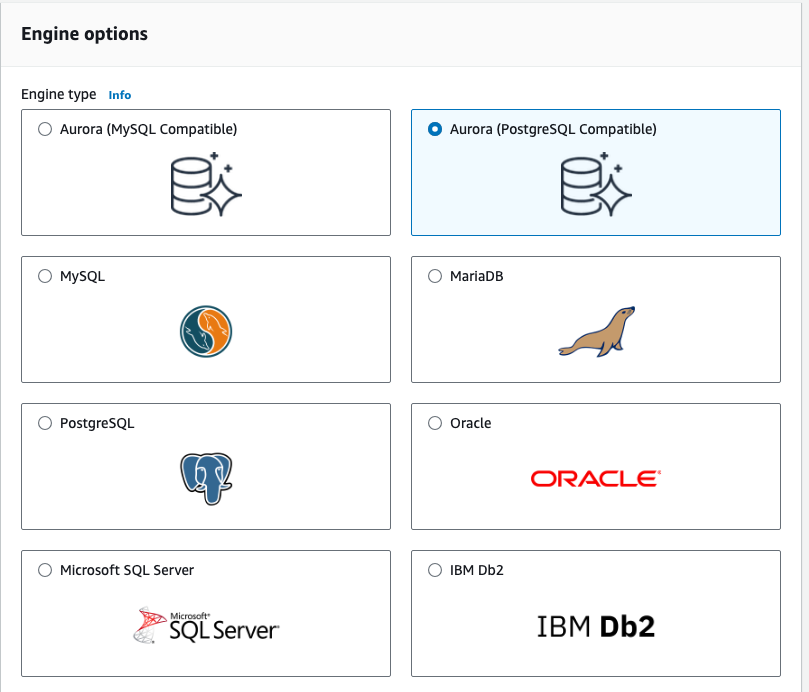 Engine options
Engine type Info
Aurora (MySQL Compatible)
Aurora (PostgreSQL Compatible)
MySQL
MariaDB
PostgreSQL
Oracle
ORACLE®
Microsoft SQL Server
IBM Db2
Microsoft®
SQL Server®
IBM Db2